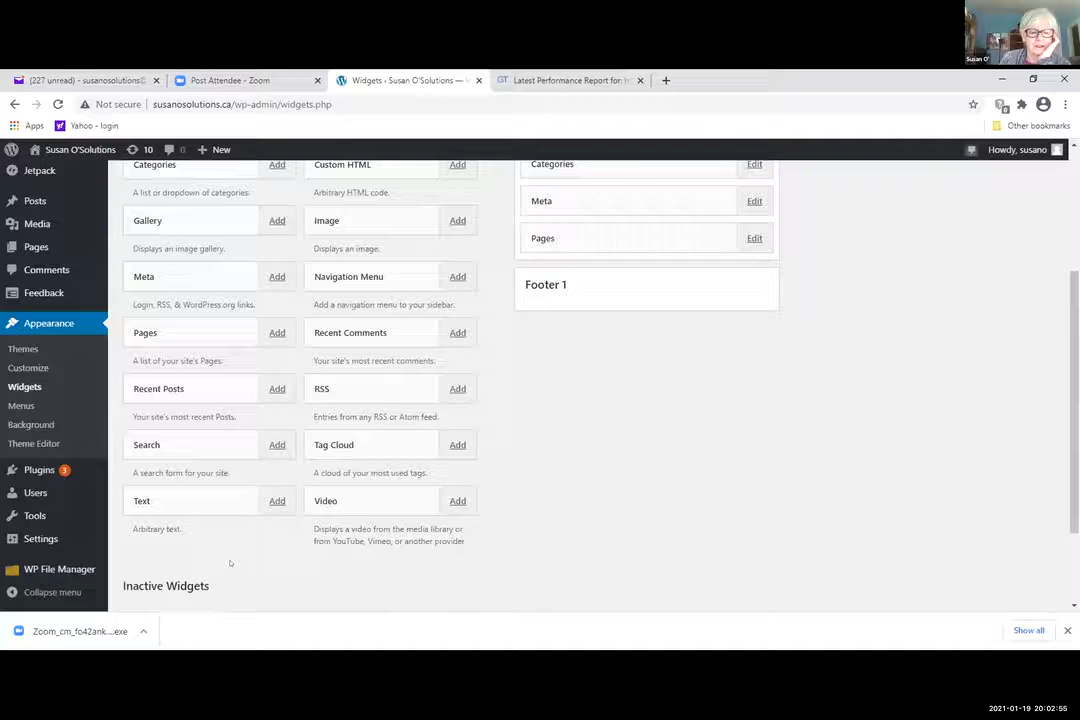 Susan O'
(227 unread) - susanosolutions
Post Attendee - Zoom
Widgets ‹ Susan O'Solutions —
GT Latest Performance Report for: h
Not secure susanosolutions.ca/wp-admin/widgets.php
Apps Yahoo - login Other bookmarks
Susan O'Solutions 10 0 New Howdy, susano
Jetpack
Posts
Media
Pages
Comments
Feedback
Appearance
Themes
Customize
Widgets
Menus
Background
Theme Editor
Plugins 3
Users
Tools
Settings
WP File Manager
Collapse menu
Categories Add Custom HTML Add
A list or dropdown of categories. Arbitrary HTML code.
Gallery Add Image Add
Displays an image gallery. Displays an image.
Meta Add Navigation Menu Add
Login, RSS, & WordPress.org links. Add a navigation menu to your sidebar.
Pages Add Recent Comments Add
A list of your site's Pages. Your site's most recent comments.
Recent Posts Add RSS Add
Your site's most recent Posts. Entries from any RSS or Atom feed.
Search Add Tag Cloud Add
A search form for your site. A cloud of your most used tags.
Text Add Video Add
Arbitrary text. Displays a video from the media library or
from YouTube, Vimeo, or another provider
Inactive Widgets
Categories Edit
Meta Edit
Pages Edit
Footer 1
Zoom_cm_fo42ank....exe Show all
2021-01-19 20:02:55